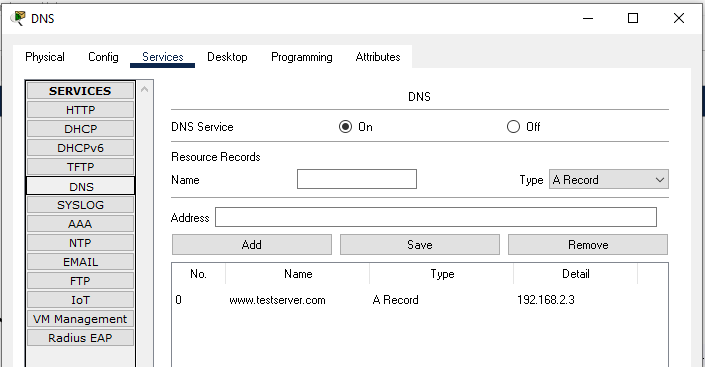 DNS
Physical Config Services Desktop Programming Attributes
SERVICES
HTTP
DHCP
DHCPv6
TFTP
DNS
SYSLOG
AAA
NTP
EMAIL
FTP
IoT
VM Management
Radius EAP
DNS
DNS Service On Off
Resource Records
Name Type A Record
Address
Add Save Remove
No. Name Type Detail
0 www.testserver.com A Record 192.168.2.3